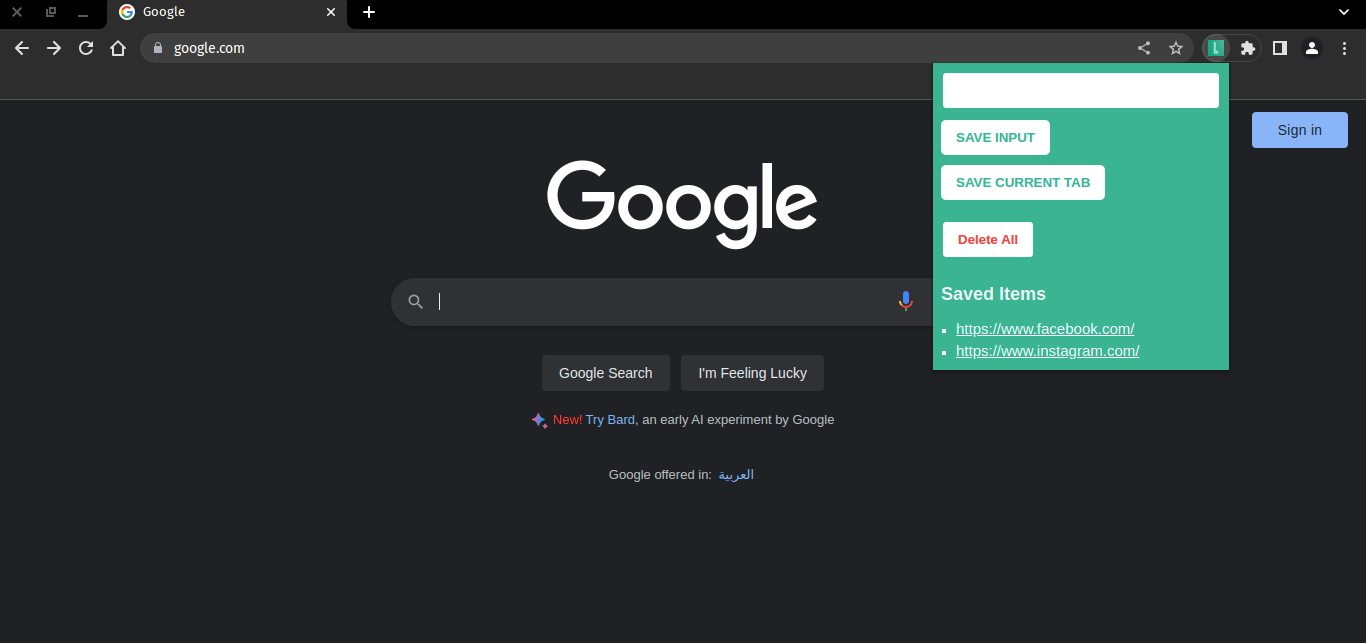 Google
google.com
L
SAVE INPUT
Sign in
SAVE CURRENT TAB
Google
Delete All
Saved Items
https://www.facebook.com/
https://www.instagram.com/
Google Search
I'm Feeling Lucky
New! Try Bard, an early AI experiment by Google
Google offered in: العربية